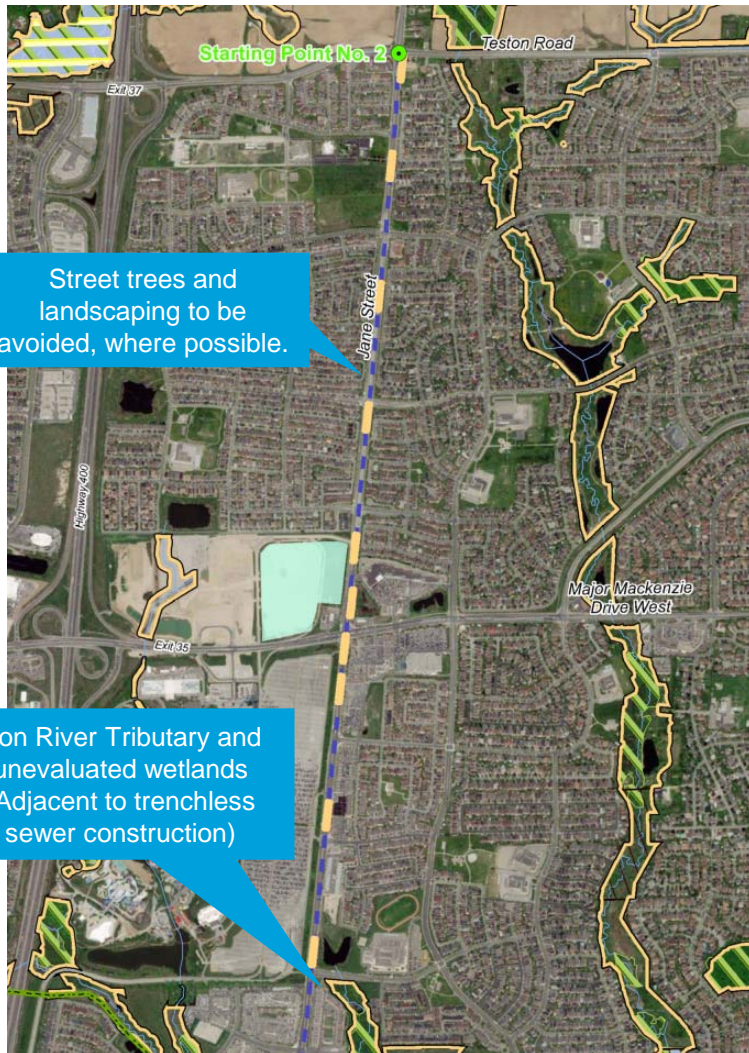 Starting Point No. 2
Teston Road
Exit 37
Street trees and
landscaping to be
avoided, where possible.
Jane Street
Highway 400
Major Mackenzie
Drive West
Exit 35
on River Tributary and
unevaluated wetlands
Adjacent to trenchless
sewer construction)